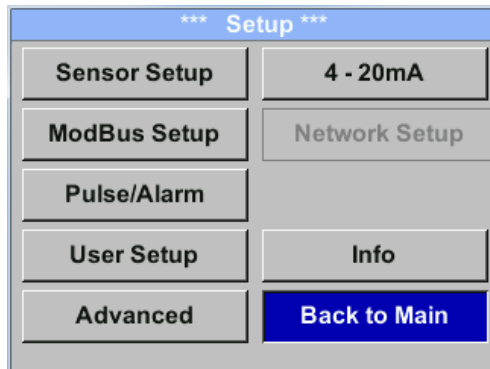 *** Setup ***
Sensor Setup
4 - 20mA
ModBus Setup
Network Setup
Pulse/Alarm
User Setup
Info
Advanced
Back to Main